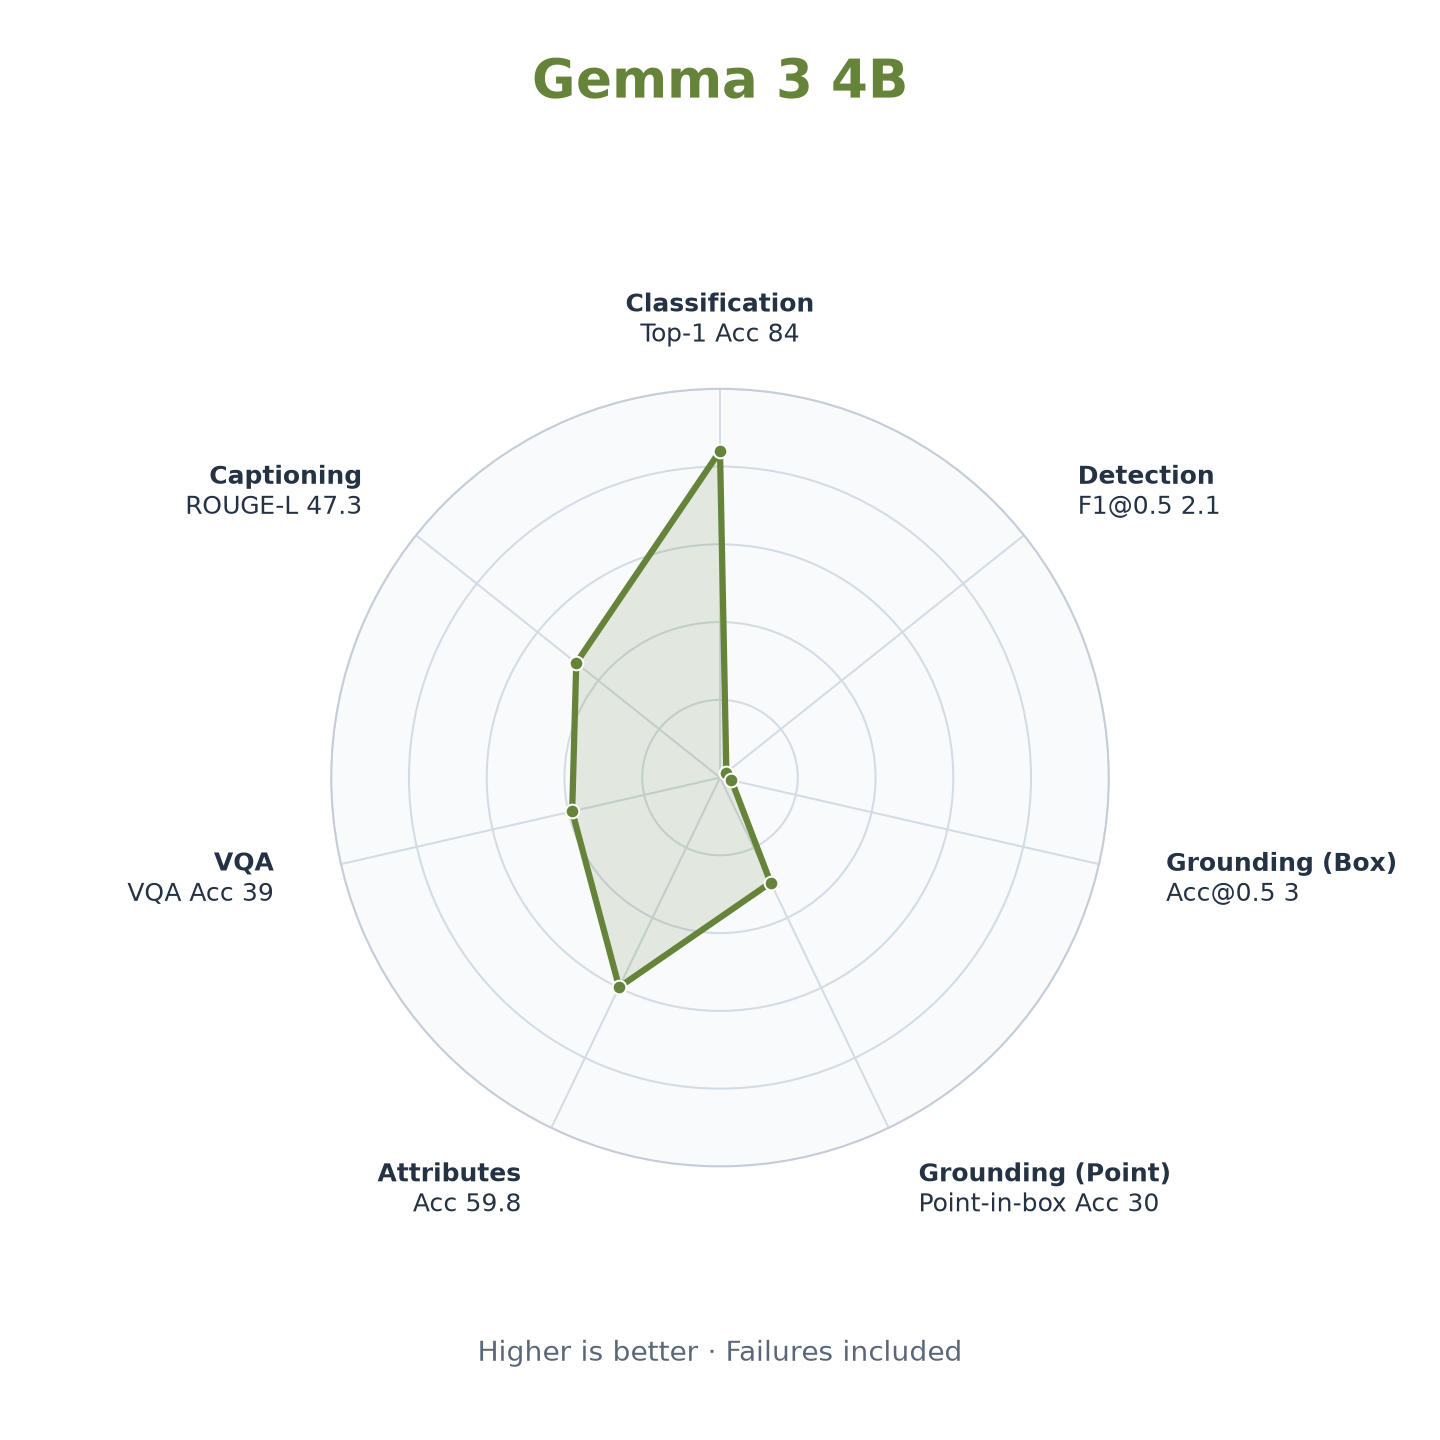 Gemma 3 4B
Classification
Top-1 Acc 84
Detection
F1@0.5 2.1
Grounding (Box)
Acc@0.5 3
Grounding (Point)
Point-in-box Acc 30
Attributes
Acc 59.8
VQA
VQA Acc 39
Captioning
ROUGE-L 47.3
Higher is better · Failures included